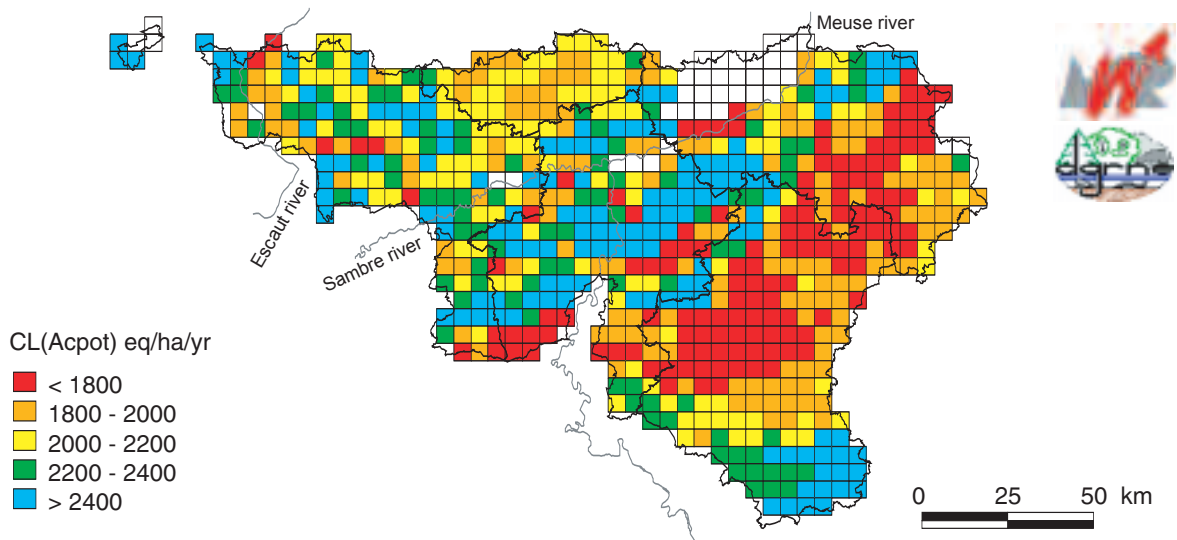 Meuse river
Escaut river
Sambre river
CL(Acpot) eq/ha/yr
< 1800
1800 - 2000
2000 - 2200
2200 - 2400
> 2400
0 25 50 km
dgrne